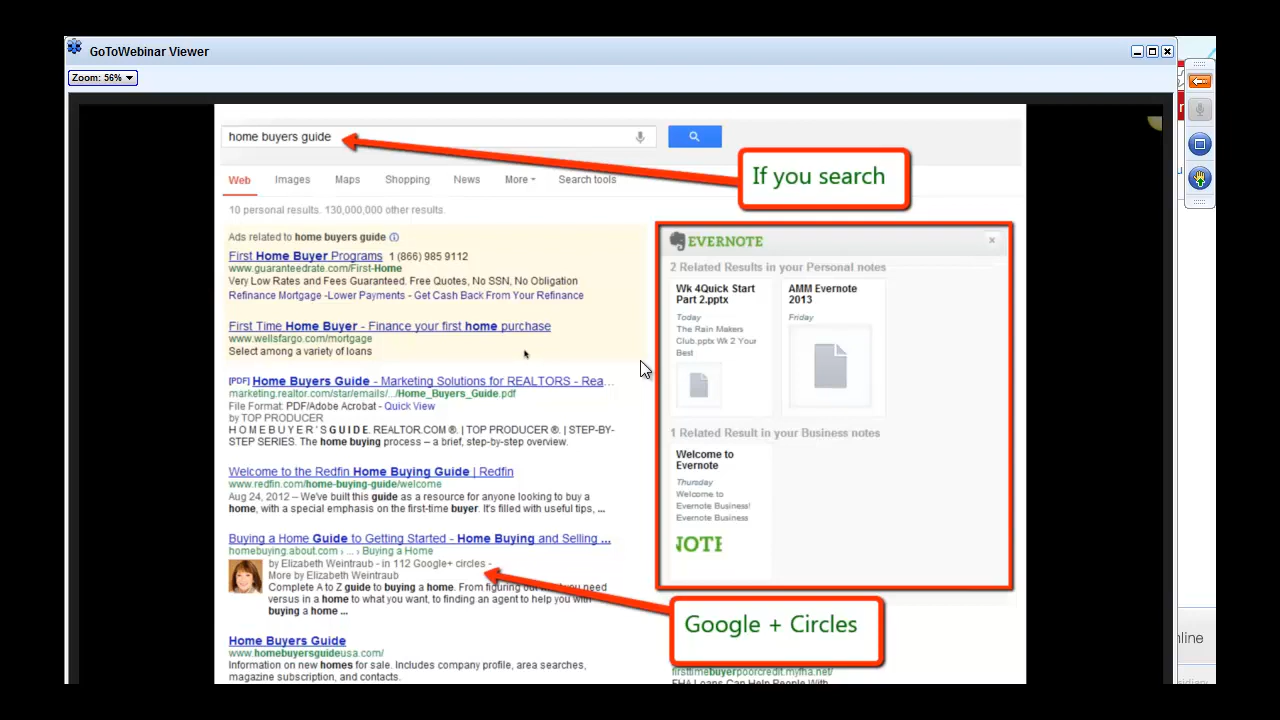 GoToWebinar Viewer
Zoom: 56%
home buyers guide
If you search
Web Images Maps Shopping News More Search tools
10 personal results. 130,000,000 other results.
Ads related to home buyers guide
First Home Buyer Programs 1 (866) 985 9112
www.guaranteedrate.com/First-Home
Very Low Rates and Fees Guaranteed. Free Quotes, No SSN, No Obligation
Refinance Mortgage -Lower Payments - Get Cash Back From Your Refinance
First Time Home Buyer - Finance your first home purchase
www.wellsfargo.com/mortgage
Select among a variety of loans
[PDF] Home Buyers Guide - Marketing Solutions for REALTORS - Rea...
marketing.realtor.com/star/emails/.../Home_Buyers_Guide.pdf
File Format: PDF/Adobe Acrobat - Quick View
by TOP PRODUCER
H O M E B U Y E R ' S G U I D E. REALTOR.COM ®. | TOP PRODUCER ®. | STEP-BY-
STEP SERIES. The home buying process – a brief, step-by-step overview.
Welcome to the Redfin Home Buying Guide | Redfin
www.redfin.com/home-buying-guide/welcome
Aug 24, 2012 – We've built this guide as a resource for anyone looking to buy a
home, with a special emphasis on the first-time buyer. It's filled with useful tips, ...
Buying a Home Guide to Getting Started - Home Buying and Selling ...
homebuying.about.com › ... › Buying a Home
by Elizabeth Weintraub - in 112 Google+ circles -
More by Elizabeth Weintraub
Complete A to Z guide to buying a home. From figuring out what you need
versus in a home to what you want, to finding an agent to help you with
buying a home ...
Home Buyers Guide
www.homebuyersguideusa.com/
Information on new homes for sale. Includes company profile, area searches,
magazine subscription, and contacts.
EVERNOTE
2 Related Results in your Personal notes
Wk 4Quick Start
Part 2.pptx
Today
The Rain Makers
Club.pptx Wk 2 Your
Best
AMM Evernote
2013
Friday
1 Related Result in your Business notes
Welcome to
Evernote
Thursday
Welcome to
Evernote Business!
Evernote Business
NOTE
Google + Circles
firsttimebuyerpoorcredit.myfha.net/
FHA Loans Can Help People With
nline